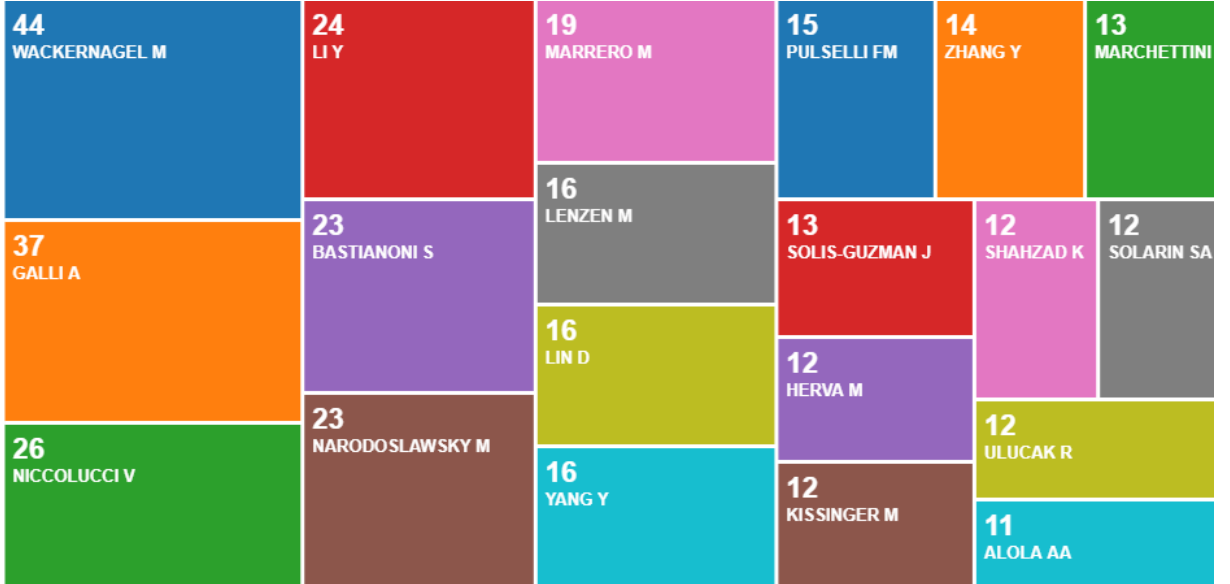 44
WACKERNAGEL M
37
GALLI A
26
NICCOLUCCI V
24
LI Y
23
BASTIANONI S
23
NARODOSLAWSKY M
19
MARRERO M
16
LENZEN M
16
LIN D
16
YANG Y
15
PULSELLI FM
14
ZHANG Y
13
MARCHETTINI
13
SOLIS-GUZMAN J
12
HERVA M
12
KISSINGER M
12
SHAHZAD K
12
SOLARIN SA
12
ULUCAK R
11
ALOLA AA